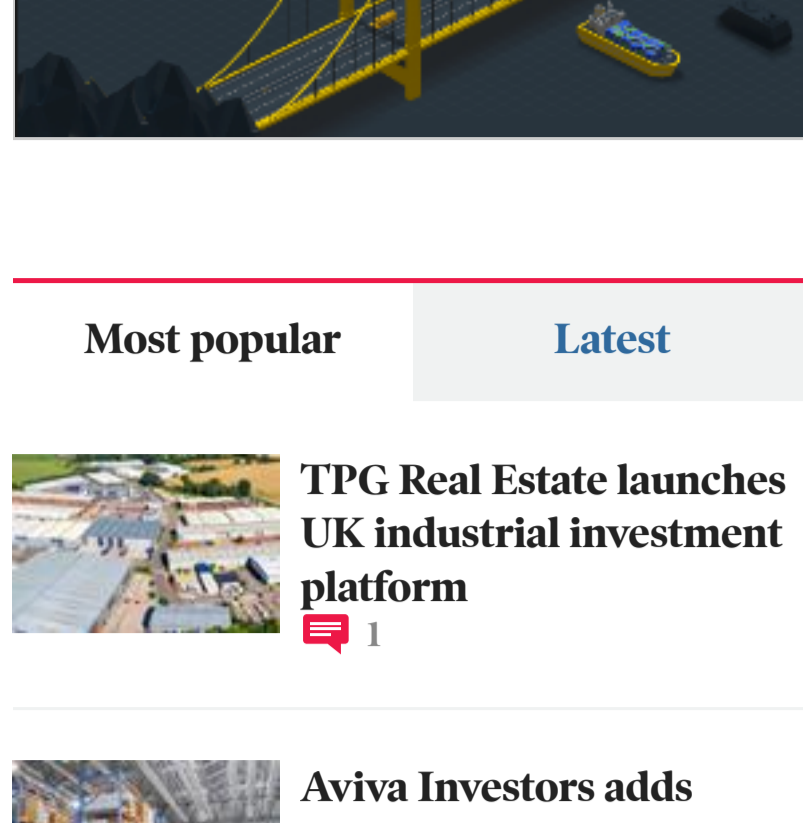 Most popular
Latest
TPG Real Estate launches
UK industrial investment
platform
1
Aviva Investors adds